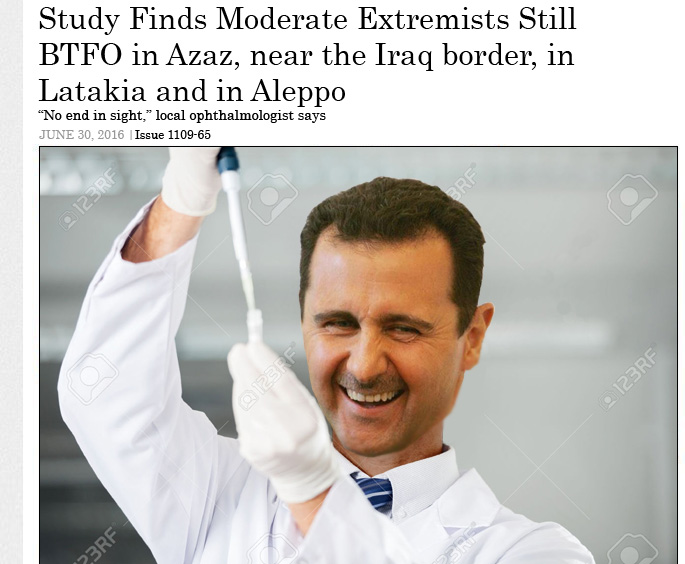 Study Finds Moderate Extremists Still
BTFO in Azaz, near the Iraq border, in
Latakia and in Aleppo
“No end in sight,” local ophthalmologist says
JUNE 30, 2016 | Issue 1109-65
123RF
123RF
123RF
123RF
123RF
123RF